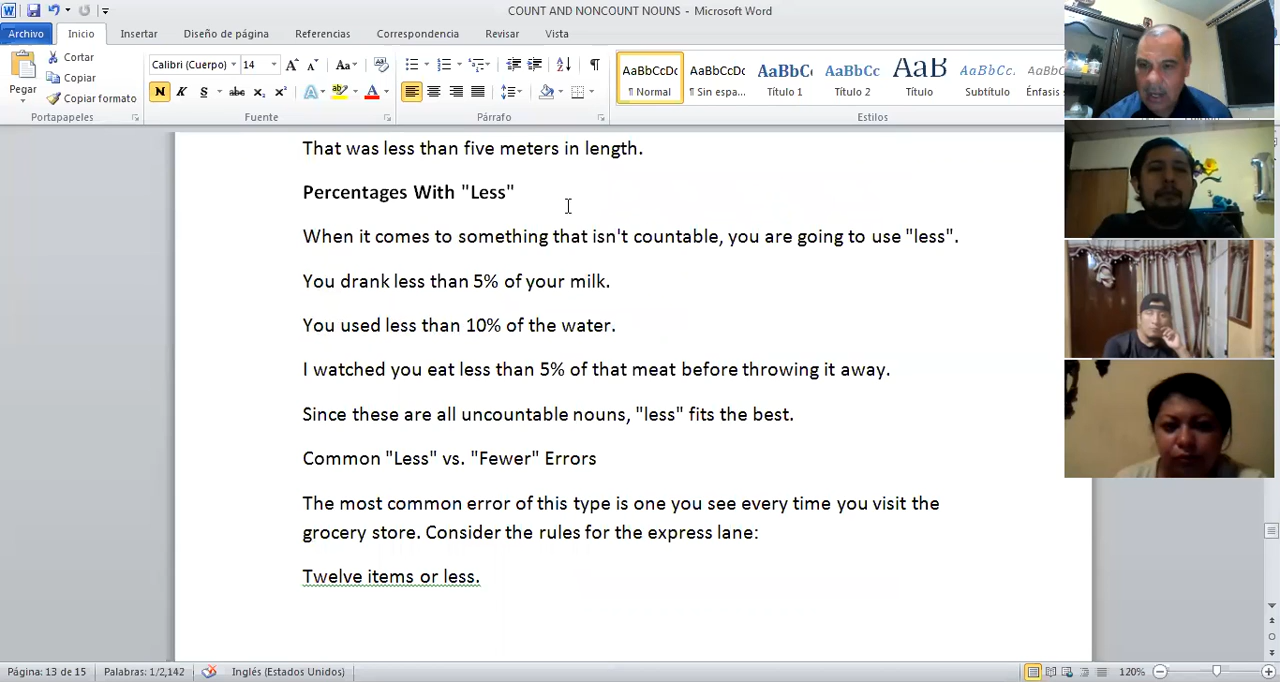 COUNT AND NONCOUNT NOUNS - Microsoft Word
Archivo Inicio Insertar Diseño de página Referencias Correspondencia Revisar Vista
Pegar
Cortar
Copiar
Copiar formato
Portapapeles
Calibri (Cuerpo) 14
Fuente
Párrafo
AaBbCcDc AaBbCcDc AaBbC AaBbCc AaB AaBbCc. AaBbCc
¶ Normal ¶ Sin espa... Título 1 Título 2 Título Subtítulo Énfasis
Estilos
That was less than five meters in length.
Percentages With "Less"
When it comes to something that isn't countable, you are going to use "less".
You drank less than 5% of your milk.
You used less than 10% of the water.
I watched you eat less than 5% of that meat before throwing it away.
Since these are all uncountable nouns, "less" fits the best.
Common "Less" vs. "Fewer" Errors
The most common error of this type is one you see every time you visit the
grocery store. Consider the rules for the express lane:
Twelve items or less.
Página: 13 de 15 Palabras: 1/2,142 Inglés (Estados Unidos) 120%